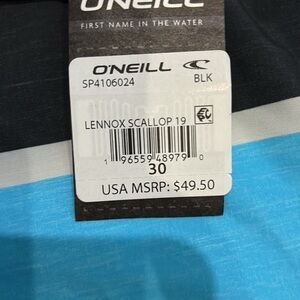 O'NEILL
FIRST NAME IN THE WATER
O'NEILL
SP4106024 BLK
LENNOX SCALLOP 19
1 96559 48979 0
30
USA MSRP: $49.50